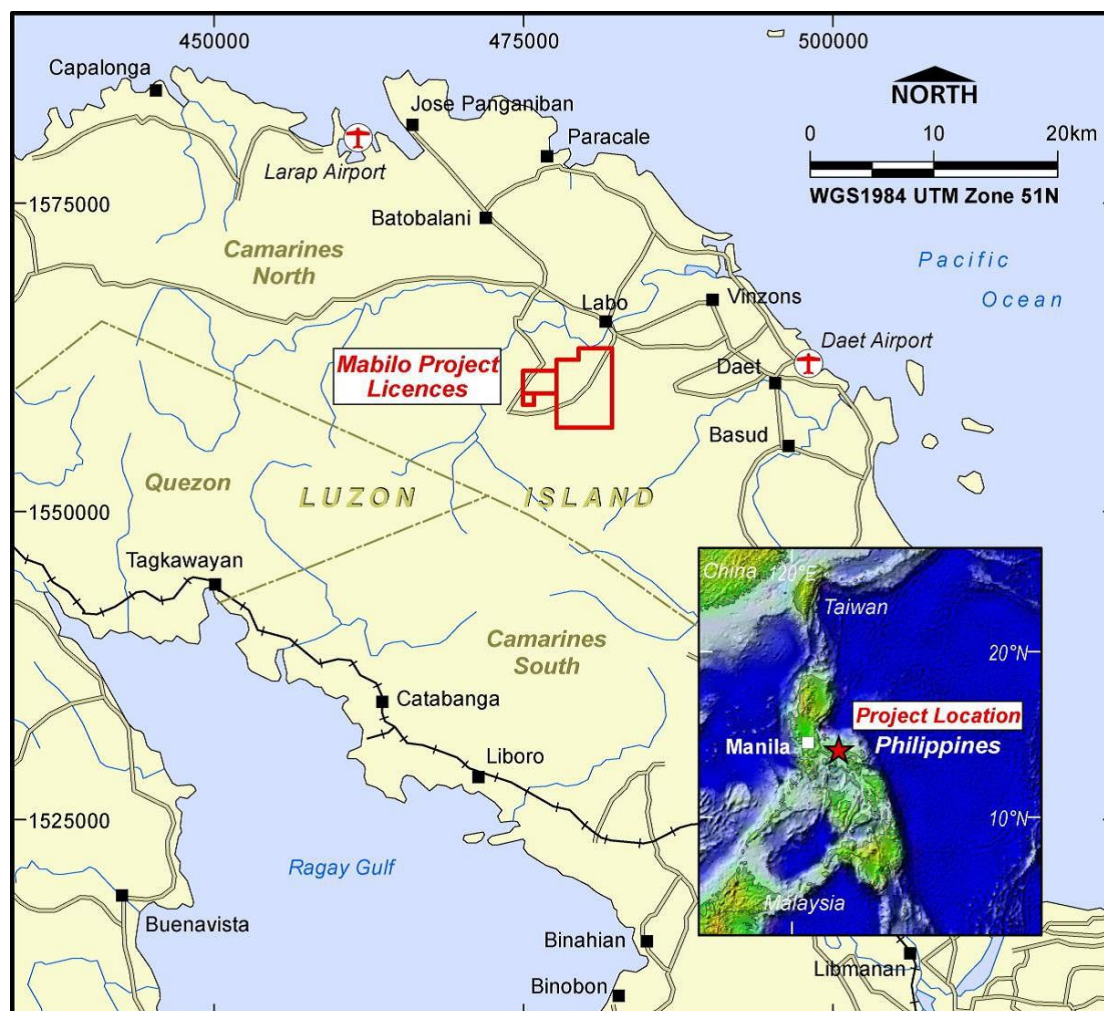 450000
475000
500000
Capalonga
Jose Panganiban
Paracale
NORTH
0
10
20km
WGS1984 UTM Zone 51N
Larap Airport
1575000
Batobalani
Camarines
North
Pacific
Ocean
Labo
Vinzons
Mabilo Project
Licences
Daet Airport
Daet
Basud
Quezon
LUZON ISLAND
1550000
Tagkawayan
Camarines
South
Catabanga
Liboro
1525000
Ragay Gulf
Buenavista
Binahian
Binobon
Libmanan
China
120°E
Taiwan
20°N
Project Location
Manila
Philippines
10°N
Malaysia